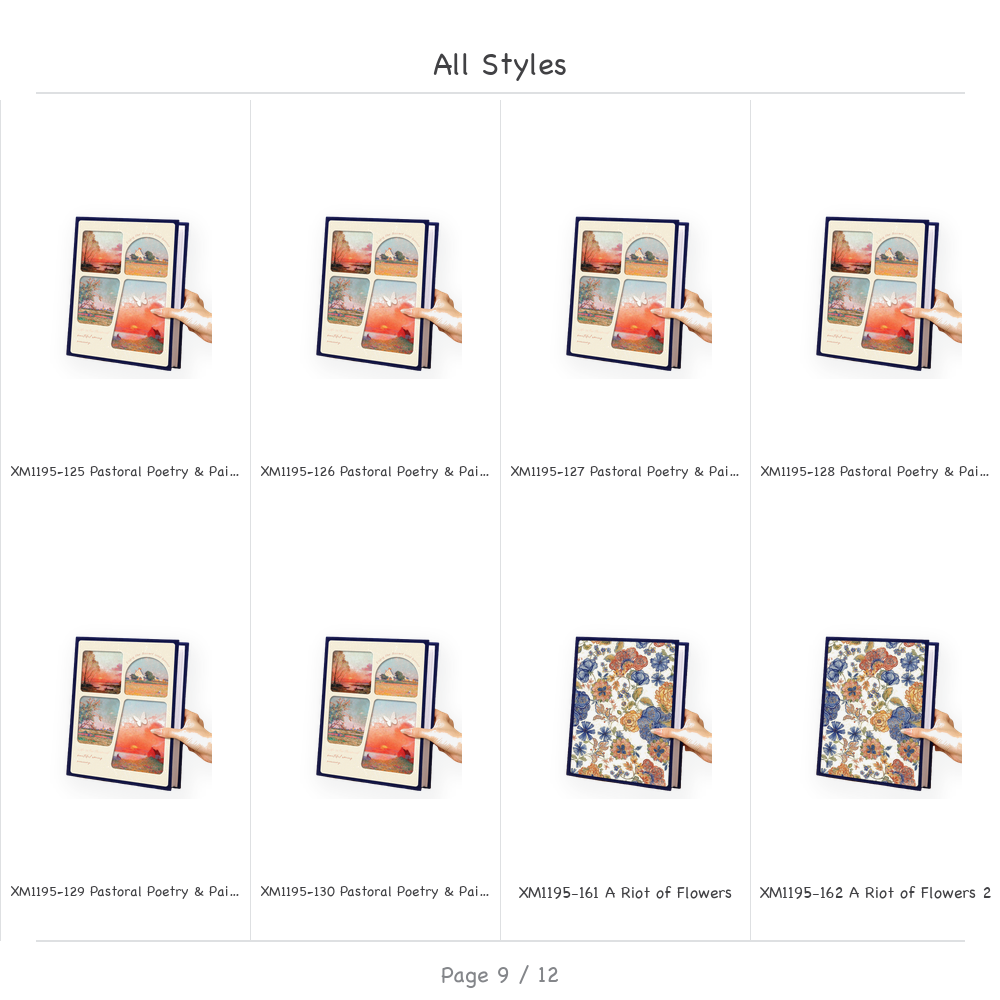 All Styles
XM1195-125 Pastoral Poetry & Pai...
XM1195-126 Pastoral Poetry & Pai...
XM1195-127 Pastoral Poetry & Pai...
XM1195-128 Pastoral Poetry & Pai...
XM1195-129 Pastoral Poetry & Pai...
XM1195-130 Pastoral Poetry & Pai...
XM1195-161 A Riot of Flowers
XM1195-162 A Riot of Flowers 2
Page 9 / 12